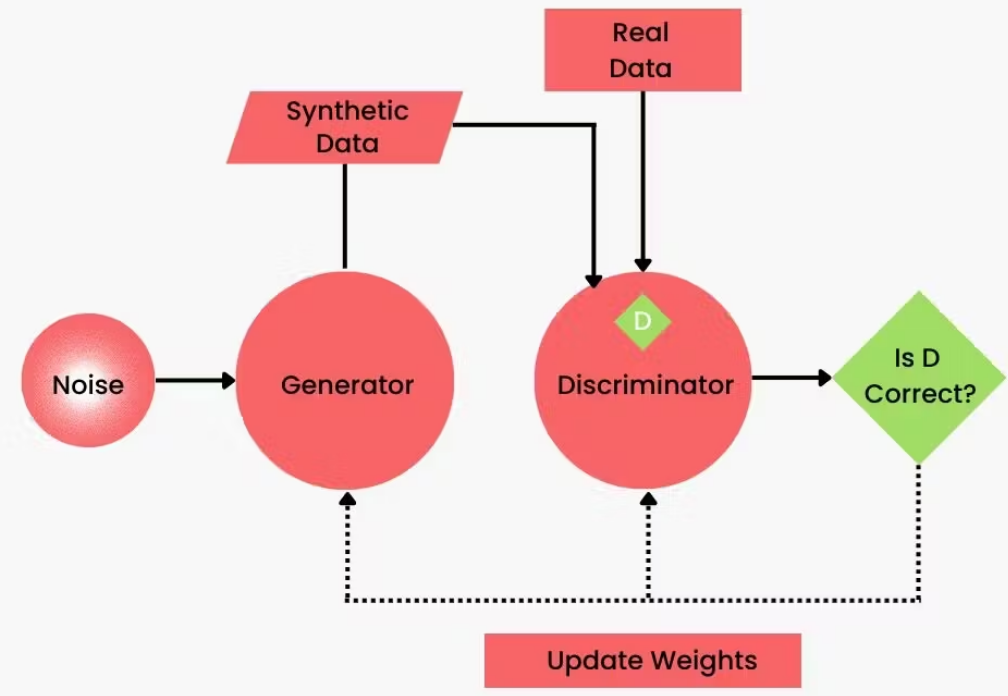 Real
Data
Synthetic
Data
D
Noise
Generator
Discriminator
Is D
Correct?
Update Weights